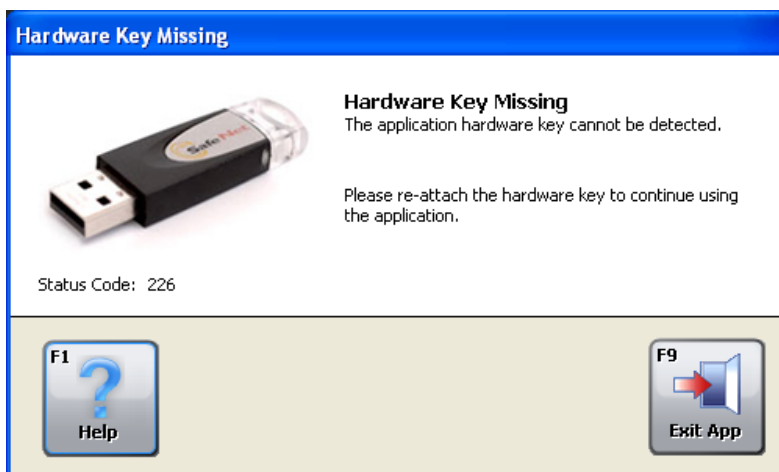 Hardware Key Missing
SafeNet
Hardware Key Missing
The application hardware key cannot be detected.
Please re-attach the hardware key to continue using
the application.
Status Code: 226
F1
Help
F9
Exit App